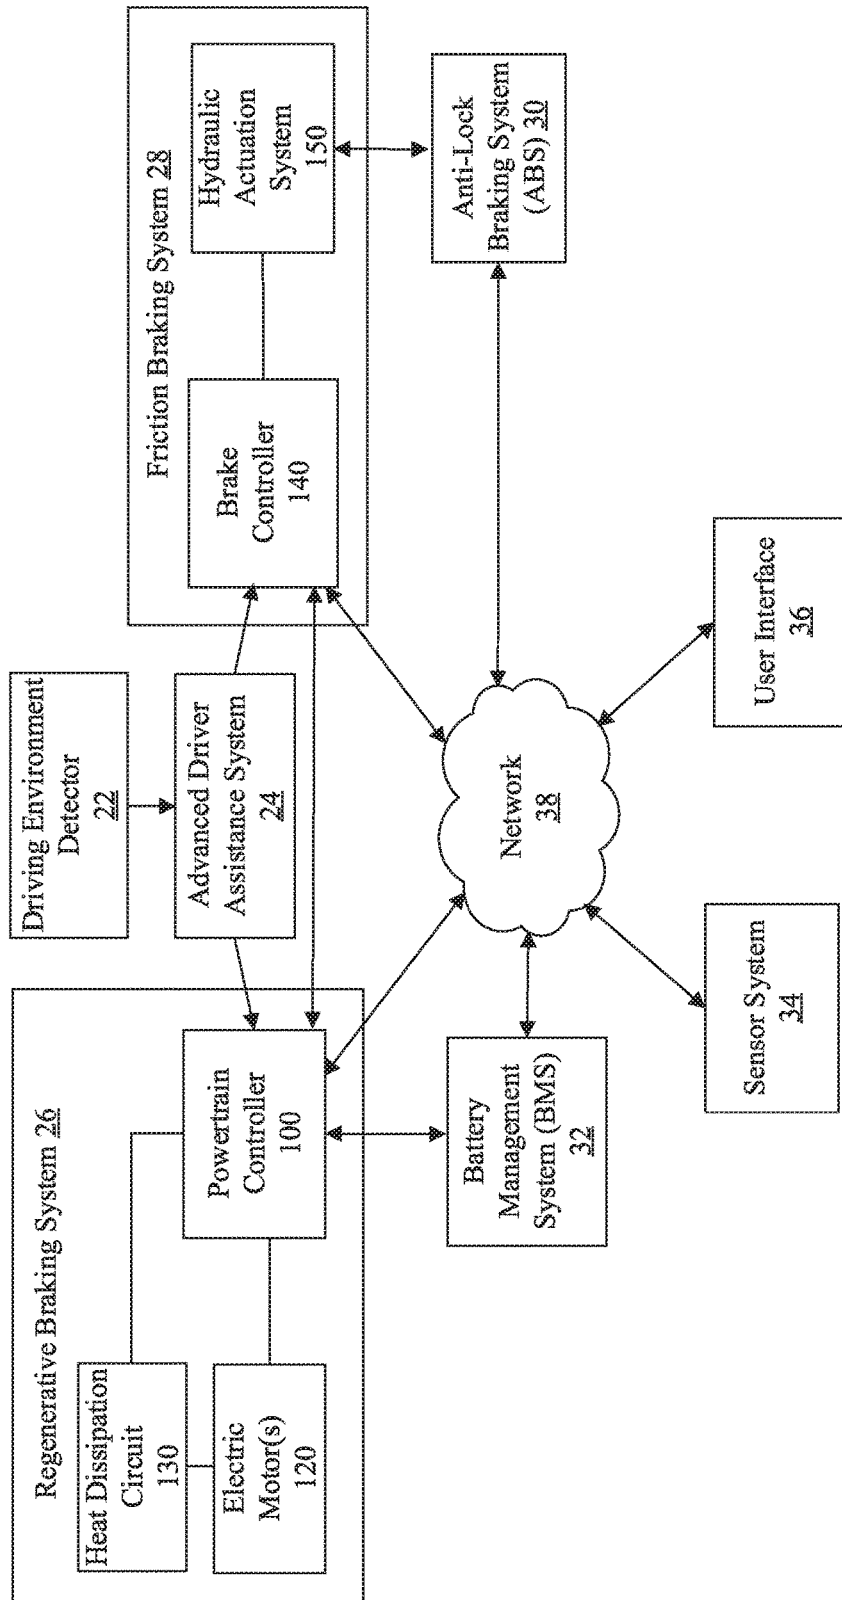 Regenerative Braking System 26
Heat Dissipation
Circuit
130
Electric
Motor(s)
120
Powertrain
Controller
100
Driving Environment
Detector
22
Advanced Driver
Assistance System
24
Friction Braking System 28
Brake
Controller
140
Hydraulic
Actuation
System
150
Battery
Management
System (BMS)
32
Network
38
Anti-Lock
Braking System
(ABS) 30
Sensor System
34
User Interface
36